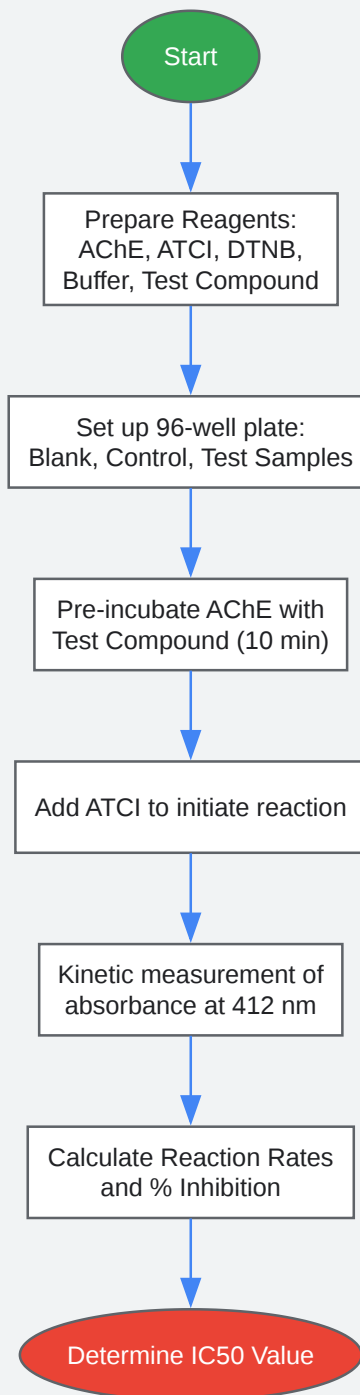 Start
Prepare Reagents:
AChE, ATCI, DTNB,
Buffer, Test Compound
Set up 96-well plate:
Blank, Control, Test Samples
Pre-incubate AChE with
Test Compound (10 min)
Add ATCI to initiate reaction
Kinetic measurement of
absorbance at 412 nm
Calculate Reaction Rates
and % Inhibition
Determine IC50 Value